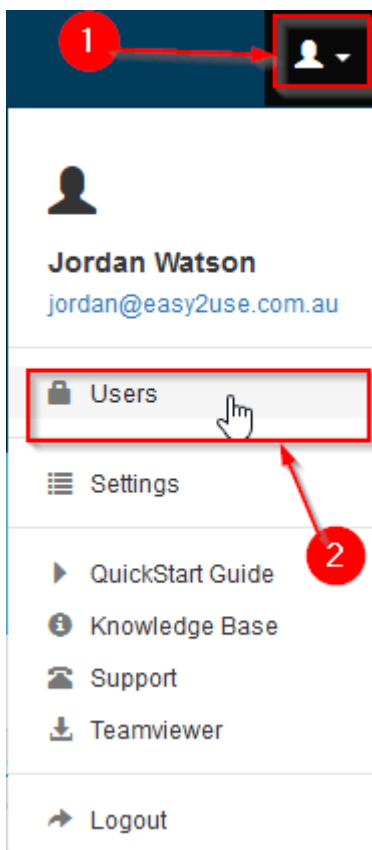 1
Jordan Watson
jordan@easy2use.com.au
Users
Settings
2
QuickStart Guide
Knowledge Base
Support
Teamviewer
Logout